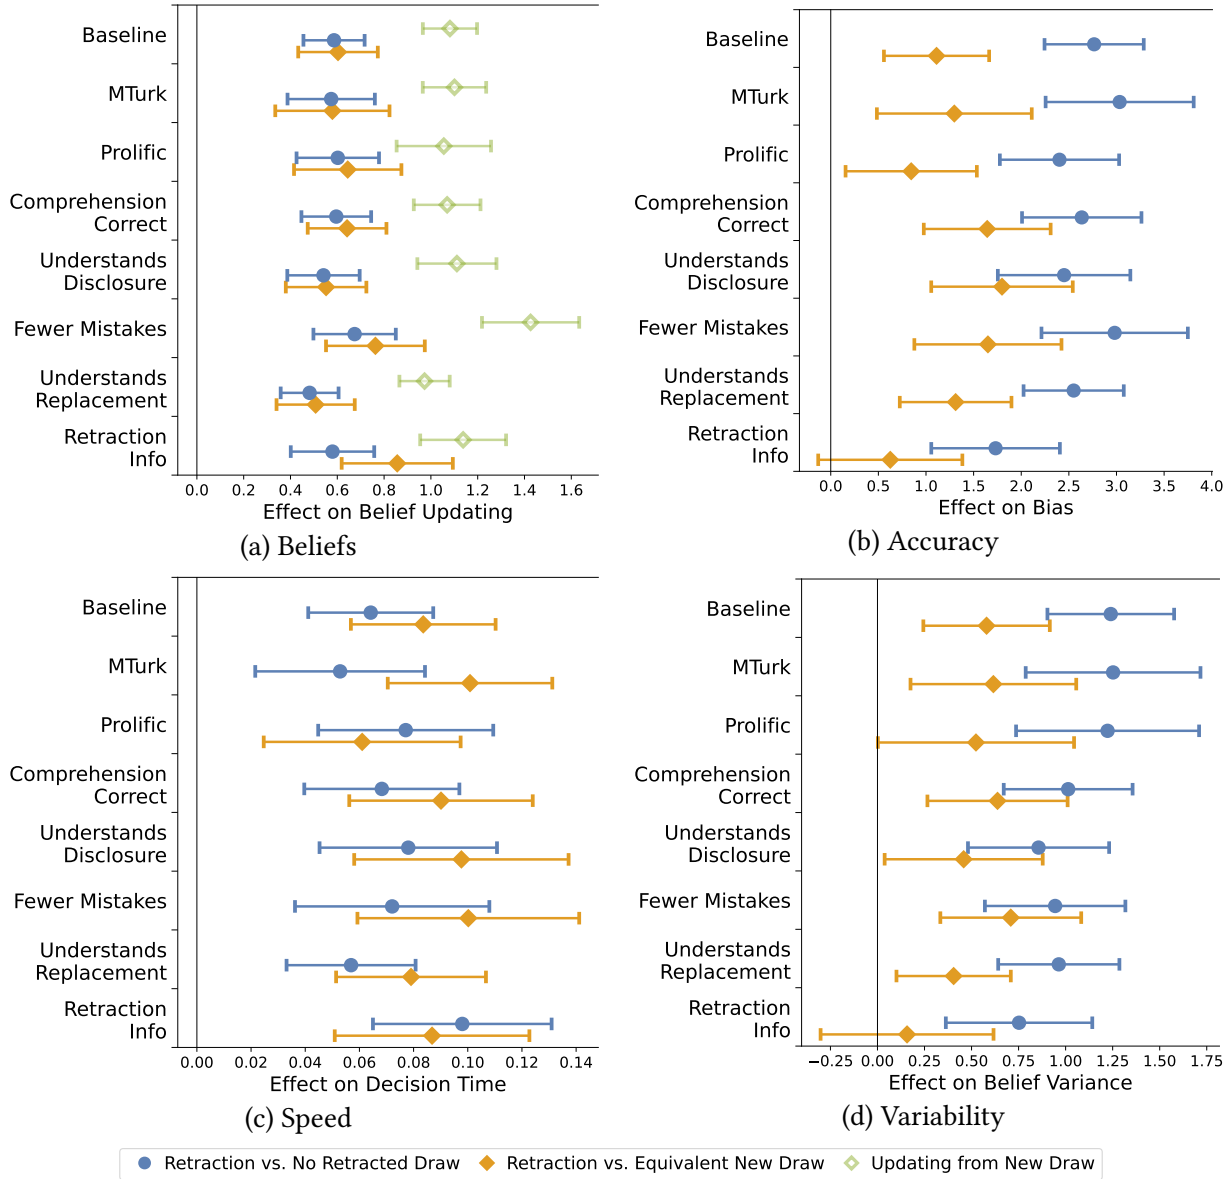 Baseline
MTurk
Prolific
Comprehension
Correct
Understands
Disclosure
Fewer Mistakes
Understands
Replacement
Retraction
Info
0.0 0.2 0.4 0.6 0.8 1.0 1.2 1.4 1.6
Effect on Belief Updating
(a) Beliefs
Baseline
MTurk
Prolific
Comprehension
Correct
Understands
Disclosure
Fewer Mistakes
Understands
Replacement
Retraction
Info
0.0 0.5 1.0 1.5 2.0 2.5 3.0 3.5 4.0
Effect on Bias
(b) Accuracy
Baseline
MTurk
Prolific
Comprehension
Correct
Understands
Disclosure
Fewer Mistakes
Understands
Replacement
Retraction
Info
0.00 0.02 0.04 0.06 0.08 0.10 0.12 0.14
Effect on Decision Time
(c) Speed
Baseline
MTurk
Prolific
Comprehension
Correct
Understands
Disclosure
Fewer Mistakes
Understands
Replacement
Retraction
Info
−0.25 0.00 0.25 0.50 0.75 1.00 1.25 1.50 1.75
Effect on Belief Variance
(d) Variability
Retraction vs. No Retracted Draw Retraction vs. Equivalent New Draw Updating from New Draw